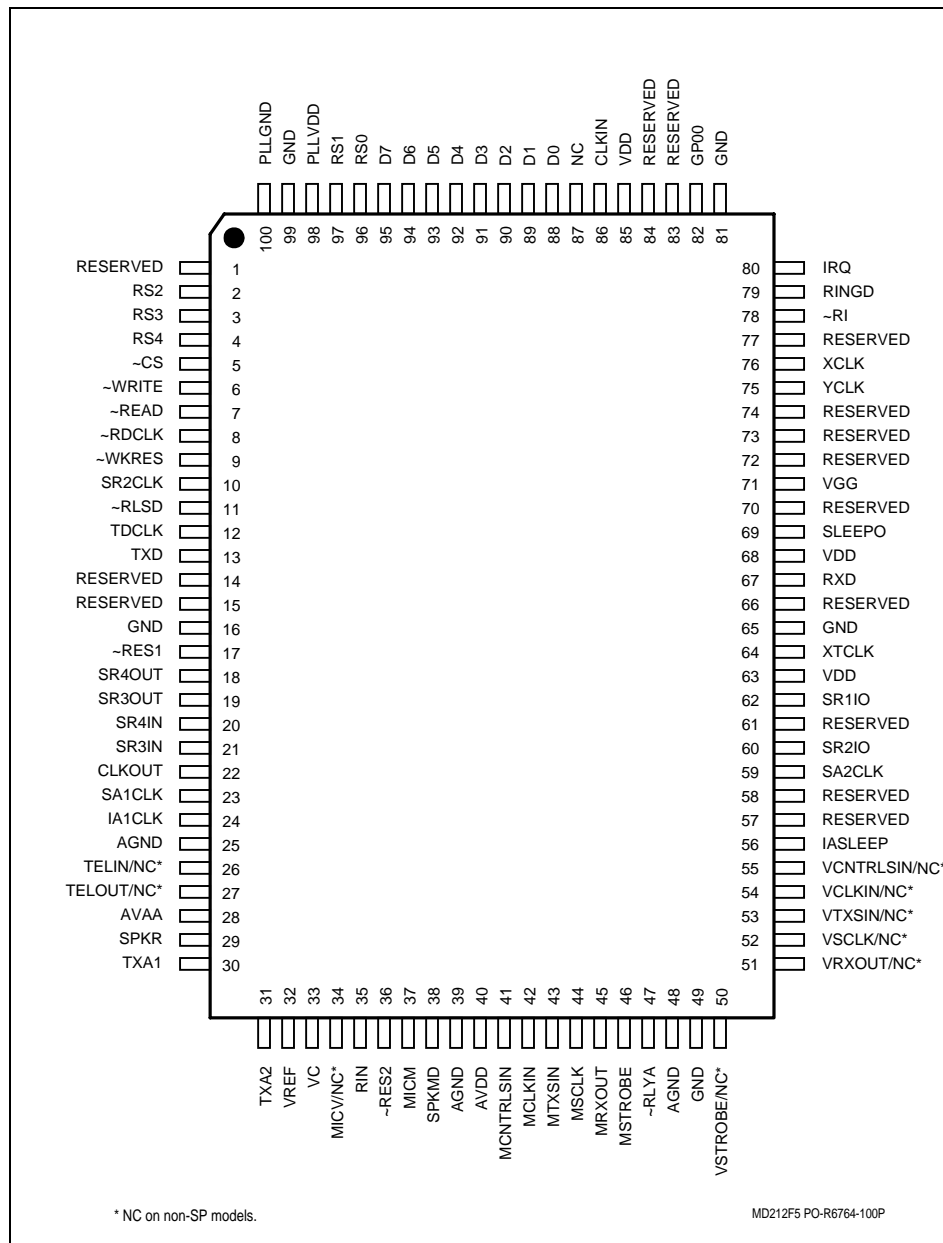 PLLGND
GND
PLLVDD
RS1
RS0
D7
D6
D5
D4
D3
D2
D1
D0
NC
CLKIN
VDD
RESERVED
RESERVED
GP00
GND
100
99
98
97
96
95
94
93
92
91
90
89
88
87
86
85
84
83
82
81
RESERVED 1
RS2 2
RS3 3
RS4 4
~CS 5
~WRITE 6
~READ 7
~RDCLK 8
~WKRES 9
SR2CLK 10
~RLSD 11
TDCLK 12
TXD 13
RESERVED 14
RESERVED 15
GND 16
~RES1 17
SR4OUT 18
SR3OUT 19
SR4IN 20
SR3IN 21
CLKOUT 22
SA1CLK 23
IA1CLK 24
AGND 25
TELIN/NC* 26
TELOUT/NC* 27
AVAA 28
SPKR 29
TXA1 30
80 IRQ
79 RINGD
78 ~RI
77 RESERVED
76 XCLK
75 YCLK
74 RESERVED
73 RESERVED
72 RESERVED
71 VGG
70 RESERVED
69 SLEEPO
68 VDD
67 RXD
66 RESERVED
65 GND
64 XTCLK
63 VDD
62 SR1IO
61 RESERVED
60 SR2IO
59 SA2CLK
58 RESERVED
57 RESERVED
56 IASLEEP
55 VCNTRLSIN/NC*
54 VCLKIN/NC*
53 VTXSIN/NC*
52 VSCLK/NC*
51 VRXOUT/NC*
31
32
33
34
35
36
37
38
39
40
41
42
43
44
45
46
47
48
49
50
TXA2
VREF
VC
MICV/NC*
RIN
~RES2
MICM
SPKMD
AGND
AVDD
MCNTRLSIN
MCLKIN
MTXSIN
MSCLK
MRXOUT
MSTROBE
~RLYA
AGND
GND
VSTROBE/NC*
* NC on non-SP models.
MD212F5 PO-R6764-100P